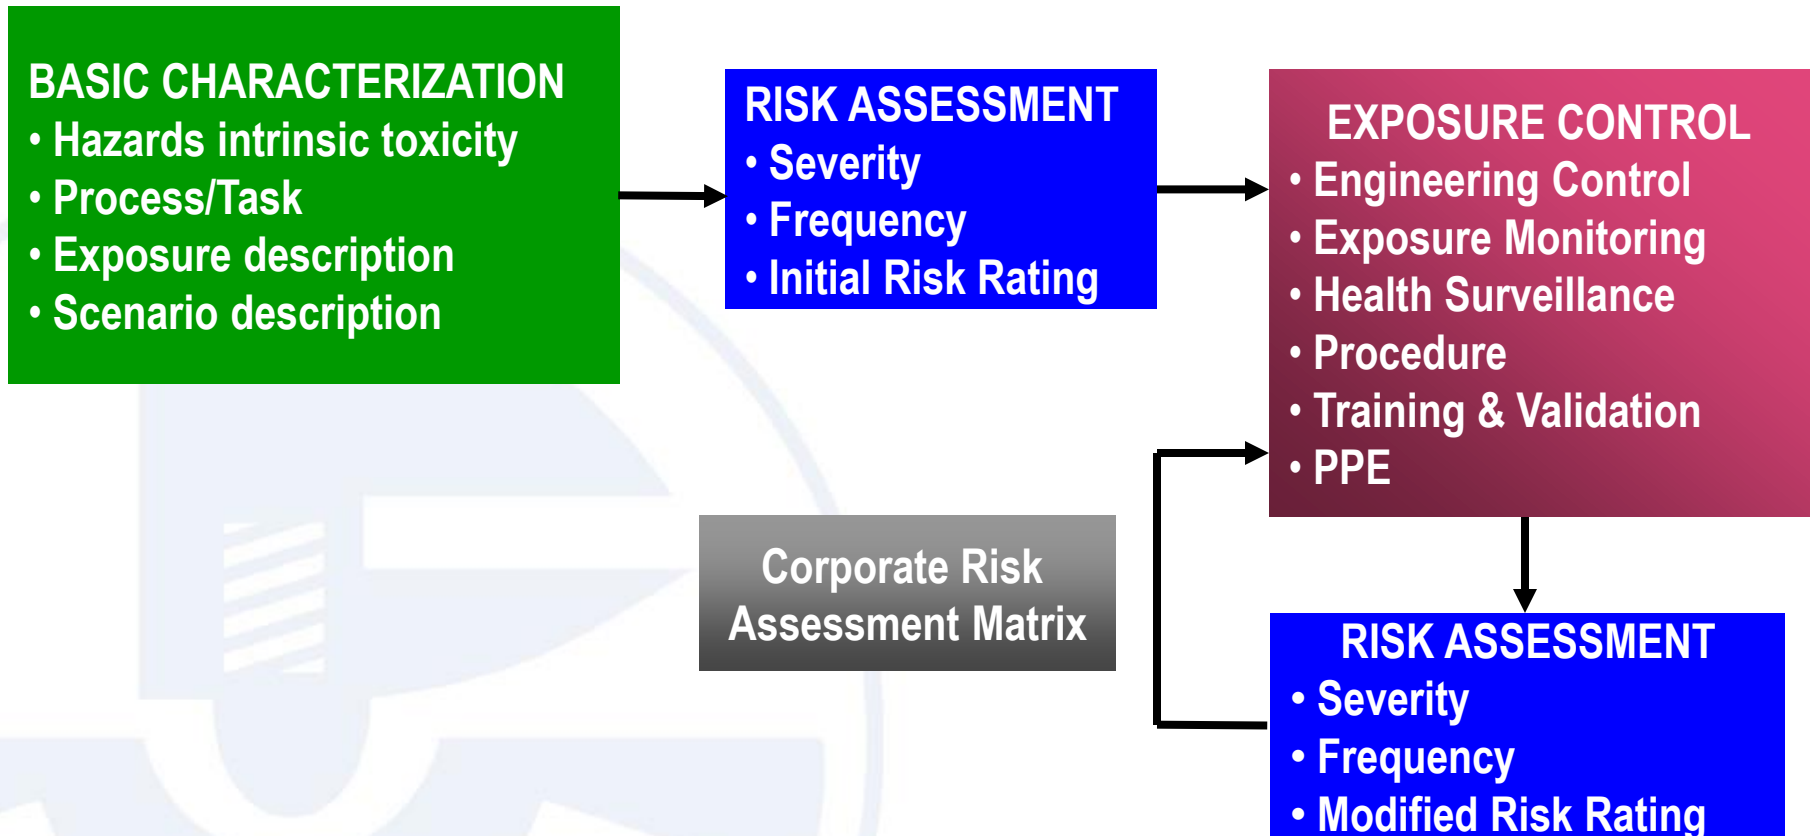 BASIC CHARACTERIZATION
• Hazards intrinsic toxicity
• Process/Task
• Exposure description
• Scenario description
RISK ASSESSMENT
• Severity
• Frequency
• Initial Risk Rating
EXPOSURE CONTROL
• Engineering Control
• Exposure Monitoring
• Health Surveillance
• Procedure
• Training & Validation
• PPE
Corporate Risk
Assessment Matrix
RISK ASSESSMENT
• Severity
• Frequency
• Modified Risk Rating